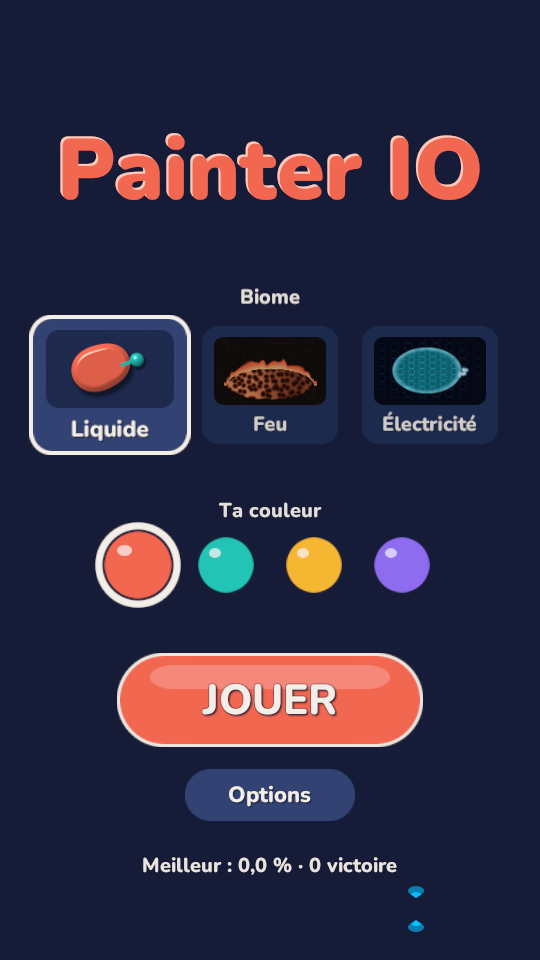 Painter IO
Biome
Liquide
Feu
Électricité
Ta couleur
JOUER
Options
Meilleur : 0,0 % · 0 victoire